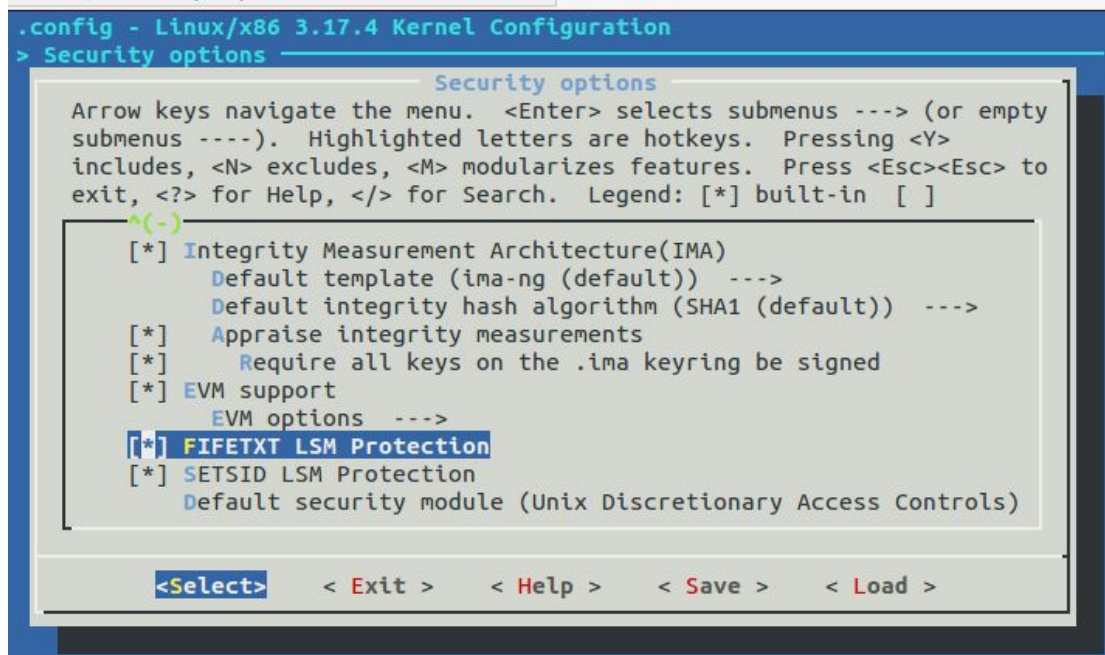 .config - Linux/x86 3.17.4 Kernel Configuration
> Security options
Security options
Arrow keys navigate the menu.  <Enter> selects submenus ---> (or empty
submenus ----).  Highlighted letters are hotkeys.  Pressing <Y>
includes, <N> excludes, <M> modularizes features.  Press <Esc><Esc> to
exit, <?> for Help, </> for Search.  Legend: [*] built-in  [ ]
^(-)
[*] Integrity Measurement Architecture(IMA)
Default template (ima-ng (default))  --->
Default integrity hash algorithm (SHA1 (default))  --->
[*]   Appraise integrity measurements
[*]     Require all keys on the .ima keyring be signed
[*] EVM support
EVM options  --->
[*] FIFETXT LSM Protection
[*] SETSID LSM Protection
Default security module (Unix Discretionary Access Controls)
<Select>    < Exit >    < Help >    < Save >    < Load >